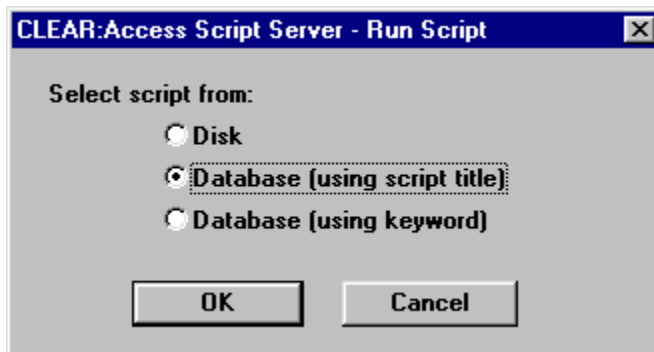 CLEAR:Access Script Server - Run Script
Select script from:
Disk
Database (using script title)
Database (using keyword)
OK Cancel